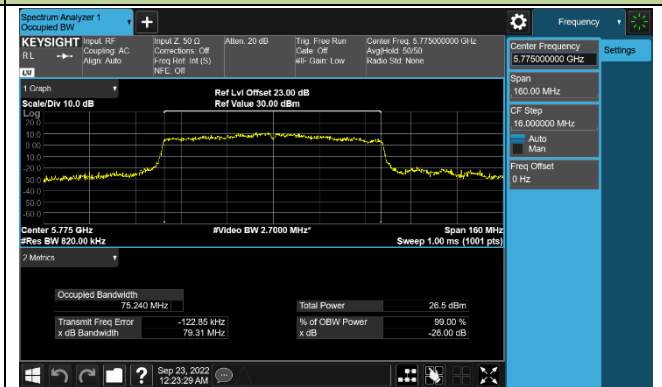 Spectrum Analyzer 1
Occupied BW
Frequency
KEYSIGHT
Input: RF
Coupling: AC
Align: Auto
Input Z: 50 Ω
Corrections: Off
Freq Ref: Int (S)
NFE: Off
Atten: 20 dB
Trig: Free Run
Gate: Off
#IF Gain: Low
Center Freq: 5.775000000 GHz
Avg|Hold: 50/50
Radio Std: None
RL
LXI
1 Graph
Scale/Div 10.0 dB
Ref Lvl Offset 23.00 dB
Ref Value 30.00 dBm
Log
20.0
10.0
0.00
-10.0
-20.0
-30.0
-40.0
-50.0
-60.0
Center 5.775 GHz
#Res BW 820.00 kHz
#Video BW 2.7000 MHz*
Span 160 MHz
Sweep 1.00 ms (1001 pts)
2 Metrics
Occupied Bandwidth
75.240 MHz
Total Power
26.5 dBm
Transmit Freq Error
-122.85 kHz
% of OBW Power
99.00 %
x dB Bandwidth
79.31 MHz
x dB
-26.00 dB
Sep 23, 2022
12:23:29 AM
Center Frequency
5.775000000 GHz
Settings
Span
160.00 MHz
CF Step
16.000000 MHz
Auto
Man
Freq Offset
0 Hz